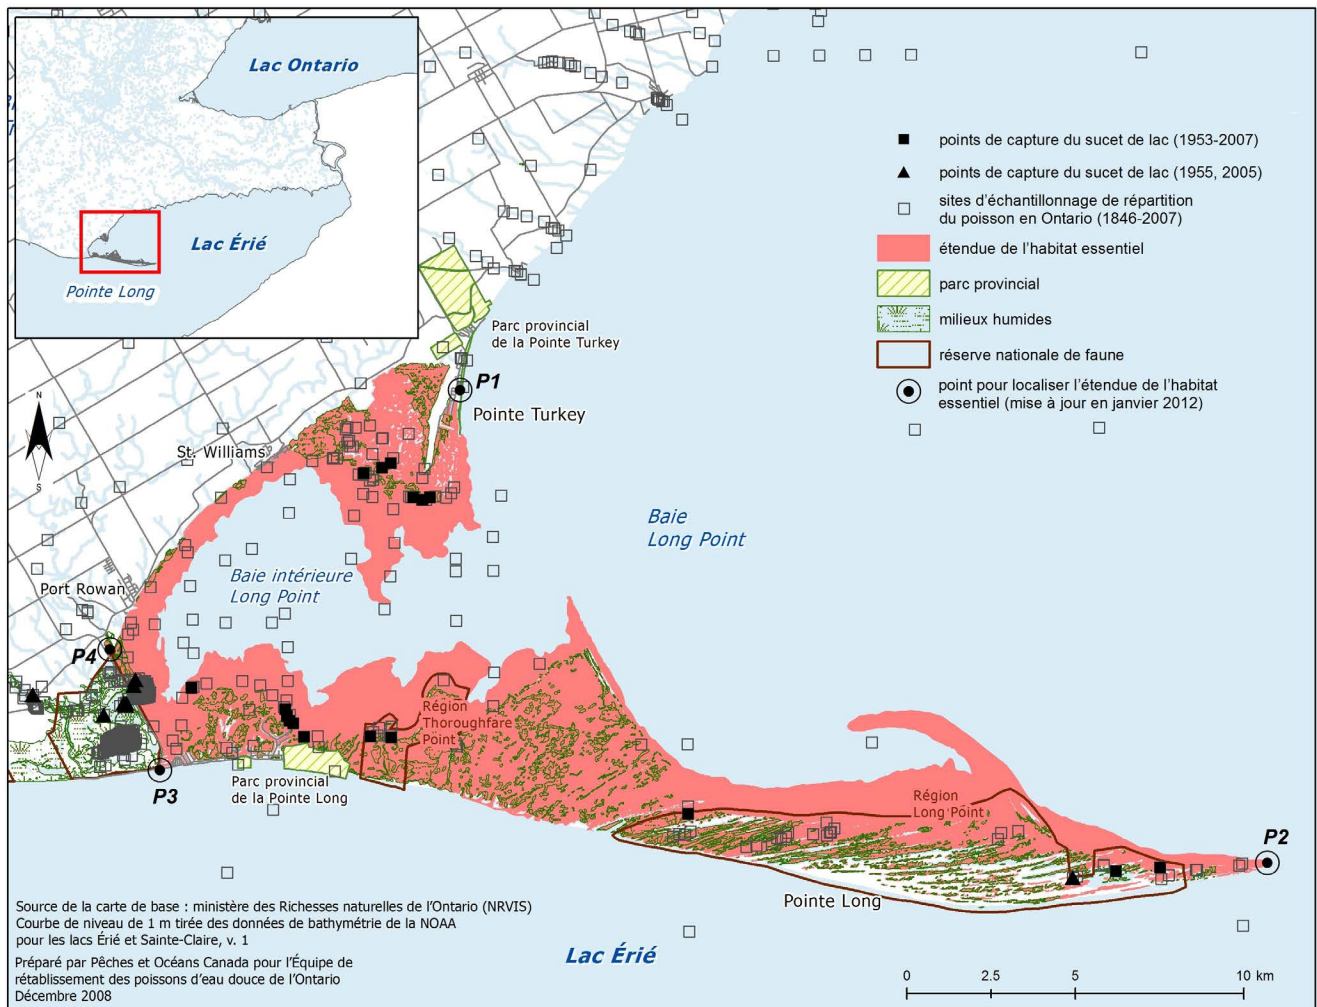 Lac Ontario
Lac Érié
Pointe Long
points de capture du sucet de lac (1953-2007)
points de capture du sucet de lac (1955, 2005)
sites d'échantillonnage de répartition
du poisson en Ontario (1846-2007)
étendue de l'habitat essentiel
parc provincial
milieux humides
réserve nationale de faune
point pour localiser l'étendue de l'habitat
essentiel (mise à jour en janvier 2012)
Parc provincial
de la Pointe Turkey
P1
Pointe Turkey
St. Williams
N
S
Baie
Long Point
Baie intérieure
Long Point
Port Rowan
P4
Région
Thoroughfare
Point
P3
Parc provincial
de la Pointe Long
Région
Long Point
P2
Pointe Long
Lac Érié
Source de la carte de base : ministère des Richesses naturelles de l'Ontario (NRVIS)
Courbe de niveau de 1 m tirée des données de bathymétrie de la NOAA
pour les lacs Érié et Sainte-Claire, v. 1
Préparé par Pêches et Océans Canada pour l'Équipe de
rétablissement des poissons d'eau douce de l'Ontario
Décembre 2008
0 2.5 5 10 km